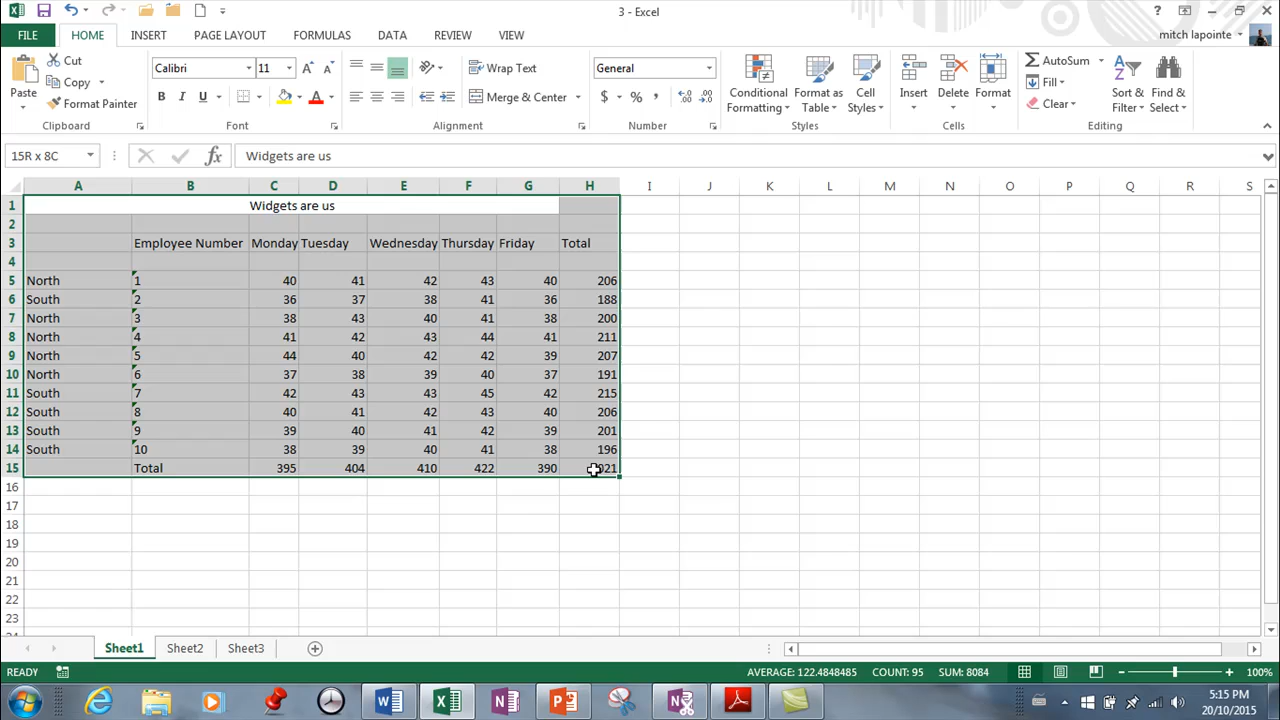 3 - Excel
?
FILE HOME INSERT PAGE LAYOUT FORMULAS DATA REVIEW VIEW mitch lapointe
Paste Cut Copy Format Painter
Clipboard
Calibri 11 B I U A
Font
Wrap Text Merge & Center
Alignment
General $ % ,
Number
Conditional Formatting Format as Table Cell Styles
Styles
Insert Delete Format
Cells
AutoSum Fill Clear Sort & Filter Find & Select
Editing
15R x 8C fx Widgets are us
A B C D E F G H I J K L M N O P Q R S
1 Widgets are us
2
3 Employee Number Monday Tuesday Wednesday Thursday Friday Total
4
5 North 1 40 41 42 43 40 206
6 South 2 36 37 38 41 36 188
7 North 3 38 43 40 41 38 200
8 North 4 41 42 43 44 41 211
9 North 5 44 40 42 42 39 207
10 North 6 37 38 39 40 37 191
11 South 7 42 43 43 45 42 215
12 South 8 40 41 42 43 40 206
13 South 9 39 40 41 42 39 201
14 South 10 38 39 40 41 38 196
15 Total 395 404 410 422 390
16
17
18
19
20
21
22
23
Sheet1 Sheet2 Sheet3
READY AVERAGE: 122.4848485 COUNT: 95 SUM: 8084 100%
5:15 PM
20/10/2015